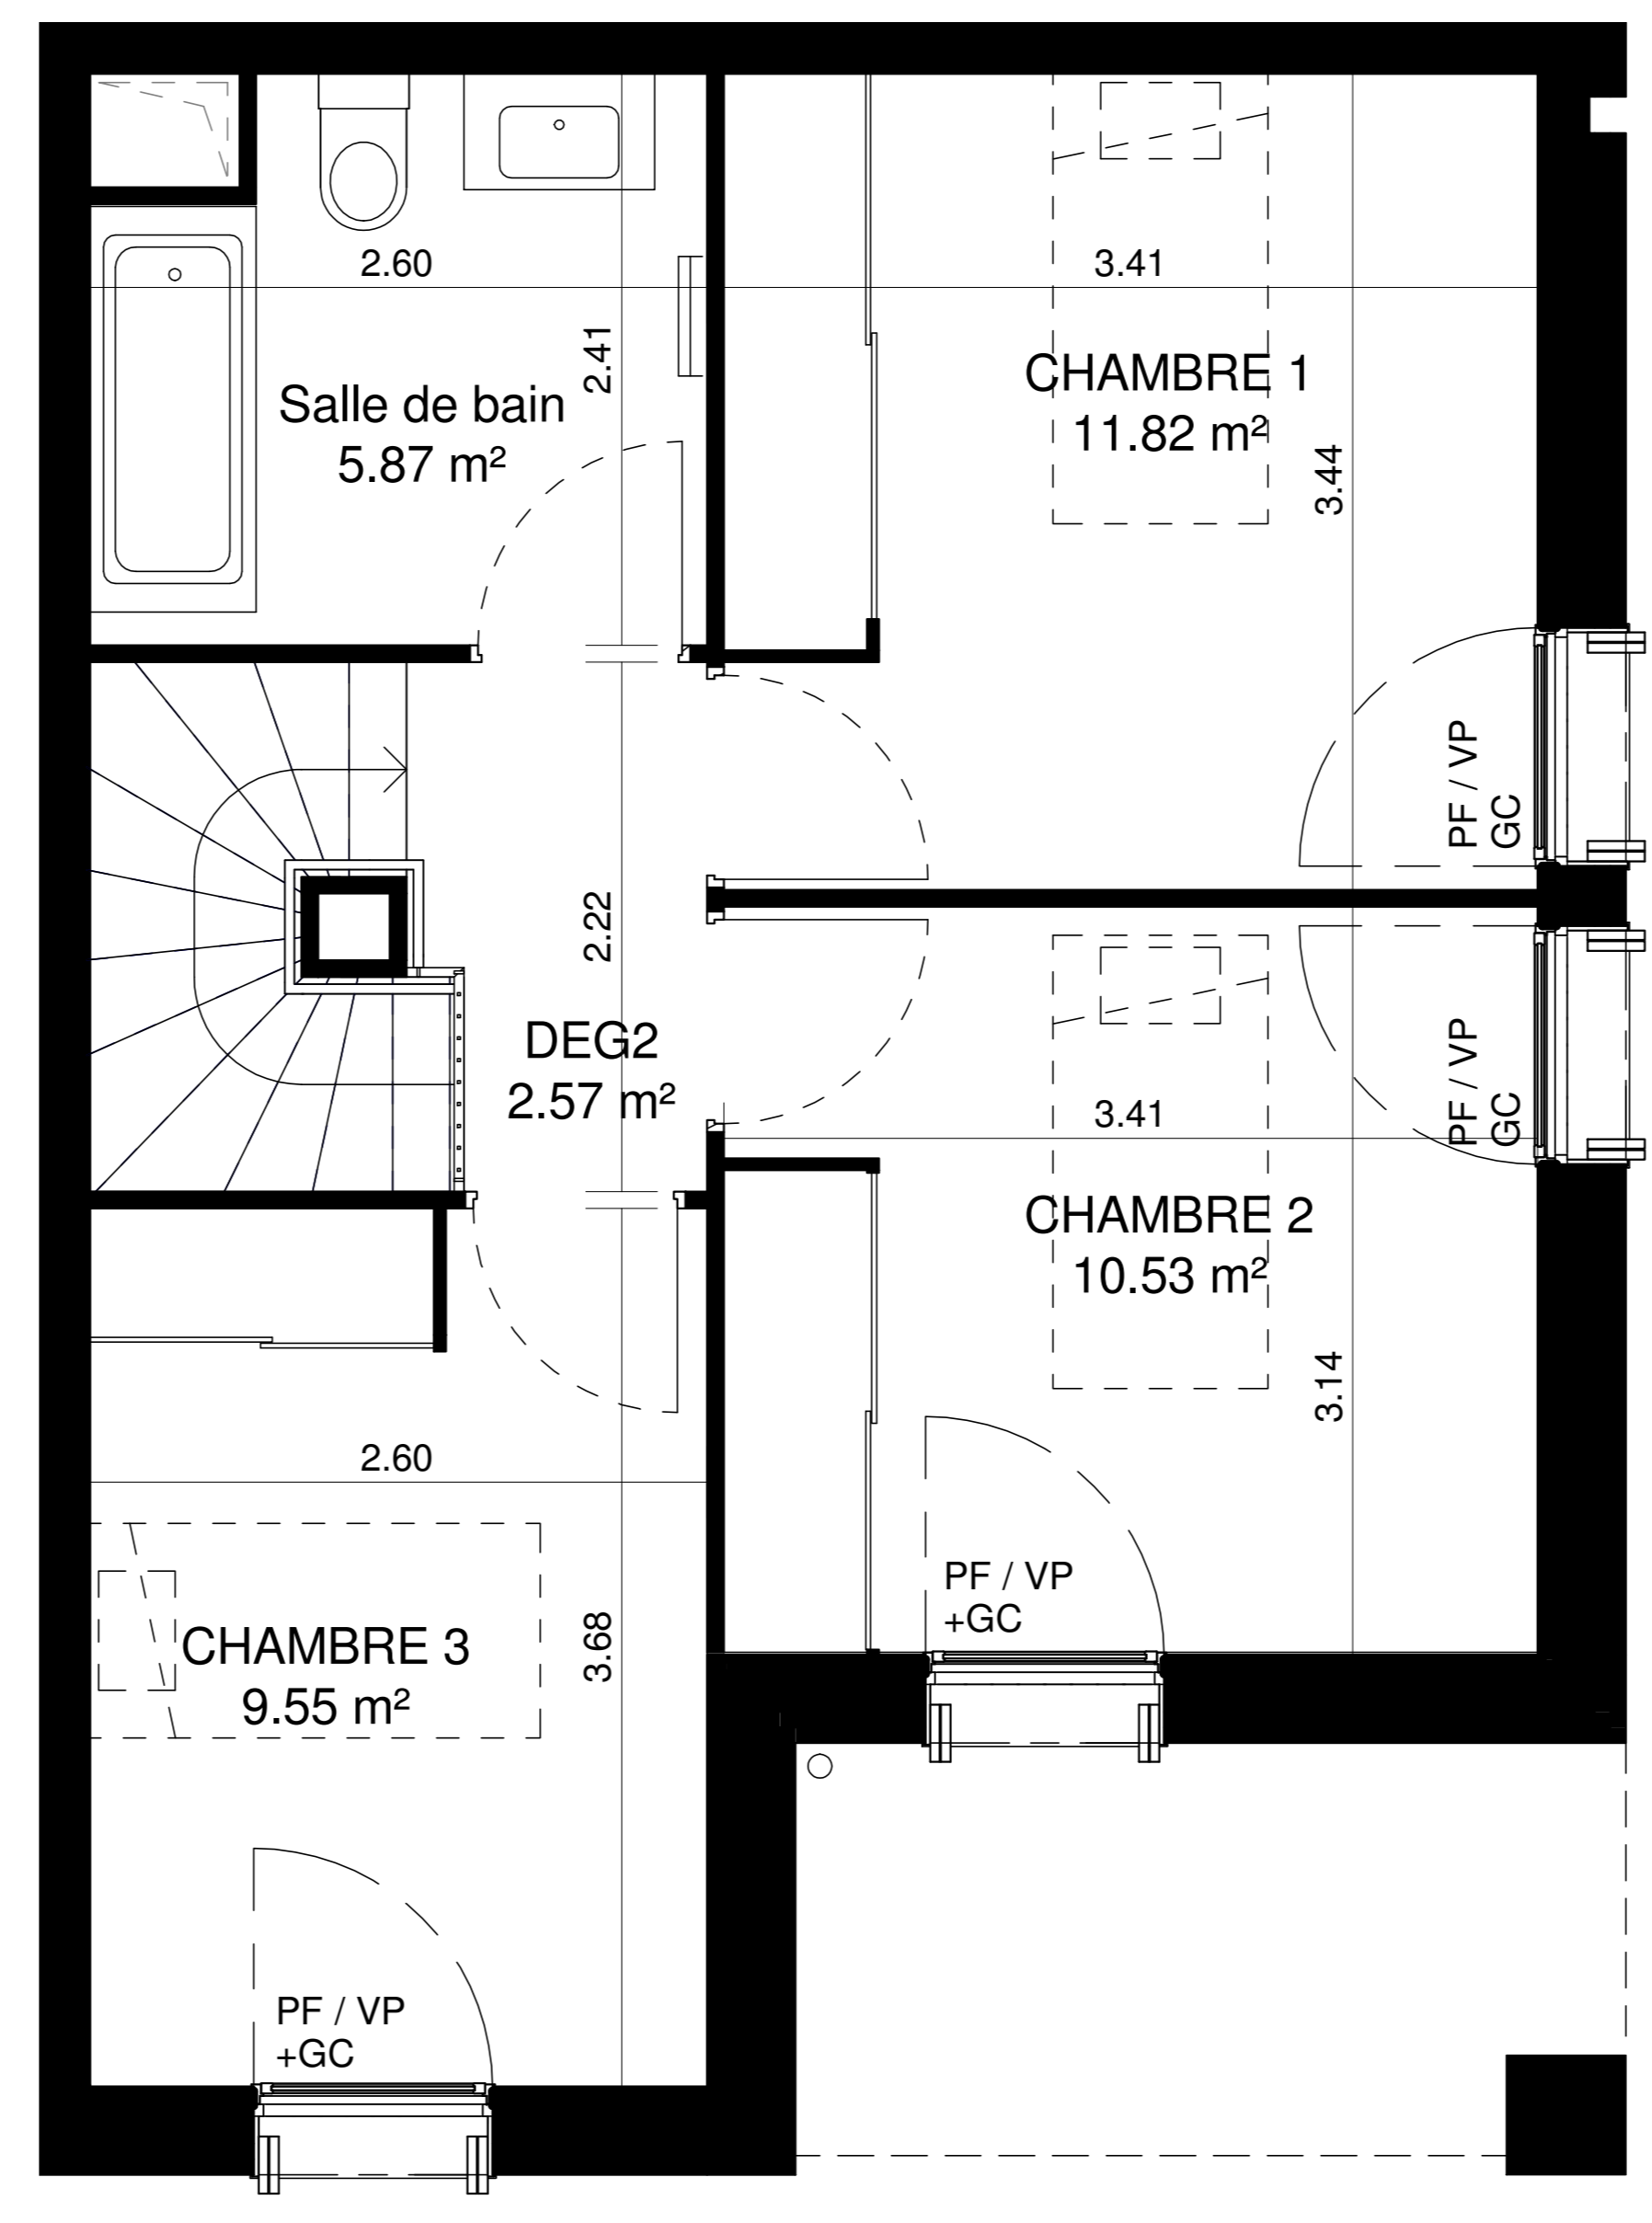 2.60
3.41
2.41
Salle de bain
5.87 m²
CHAMBRE 1
11.82 m²
3.44
PF / VP
GC
2.22
DEG2
2.57 m²
PF / VP
GC
3.41
CHAMBRE 2
10.53 m²
3.14
2.60
PF / VP
+GC
CHAMBRE 3
9.55 m²
3.68
PF / VP
+GC